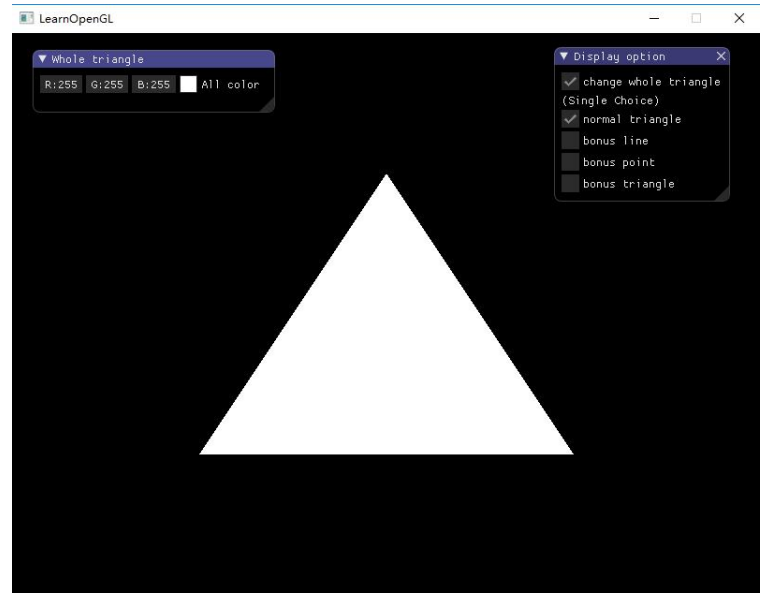 LearnOpenGL
Whole triangle
R:255 G:255 B:255 All color
Display option
change whole triangle
(Single Choice)
normal triangle
bonus line
bonus point
bonus triangle